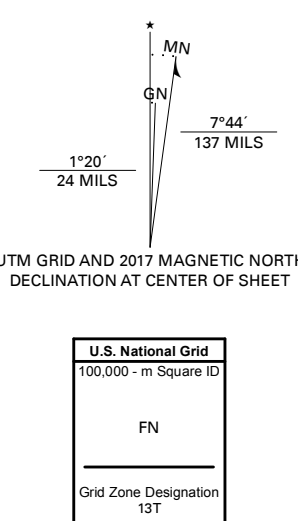 ★
MN
GN
7°44´
137 MILS
1°20´
24 MILS
UTM GRID AND 2017 MAGNETIC NORTH
DECLINATION AT CENTER OF SHEET
U.S. National Grid
100,000 - m Square ID
FN
Grid Zone Designation
13T